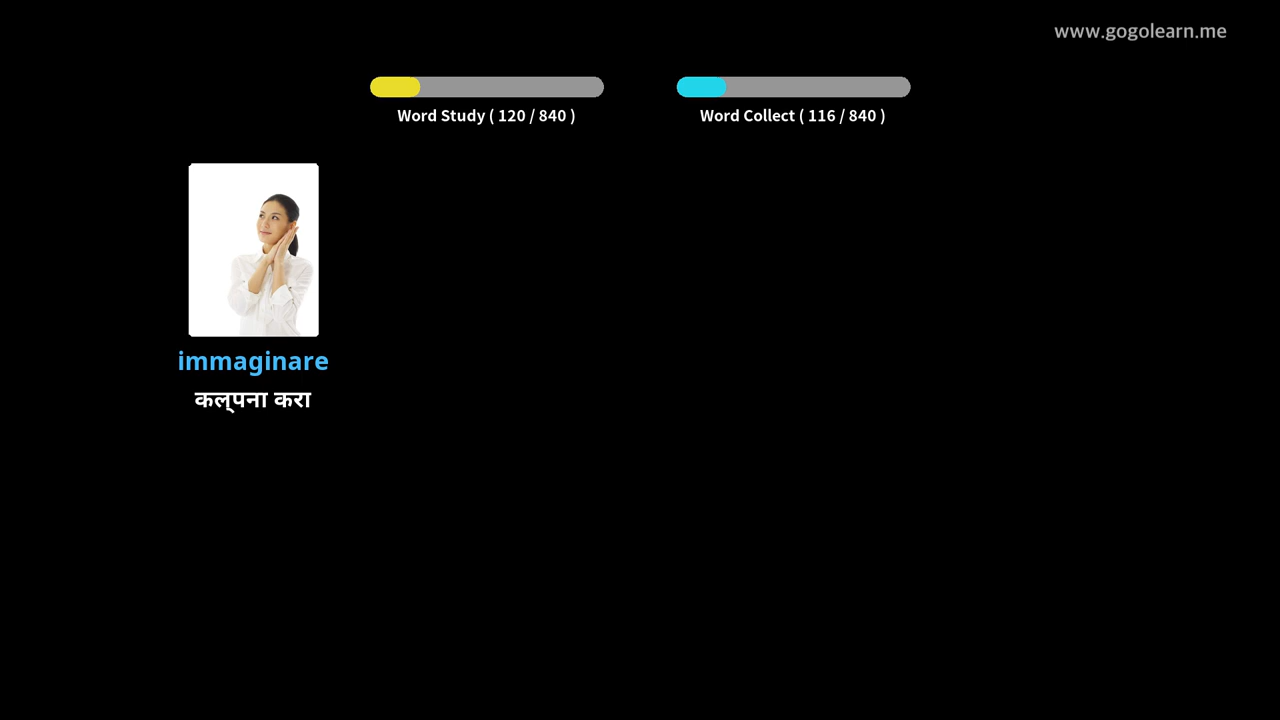 www.gogolearn.me
Word Study ( 120 / 840 )
Word Collect ( 116 / 840 )
immaginare
कल्पना करा